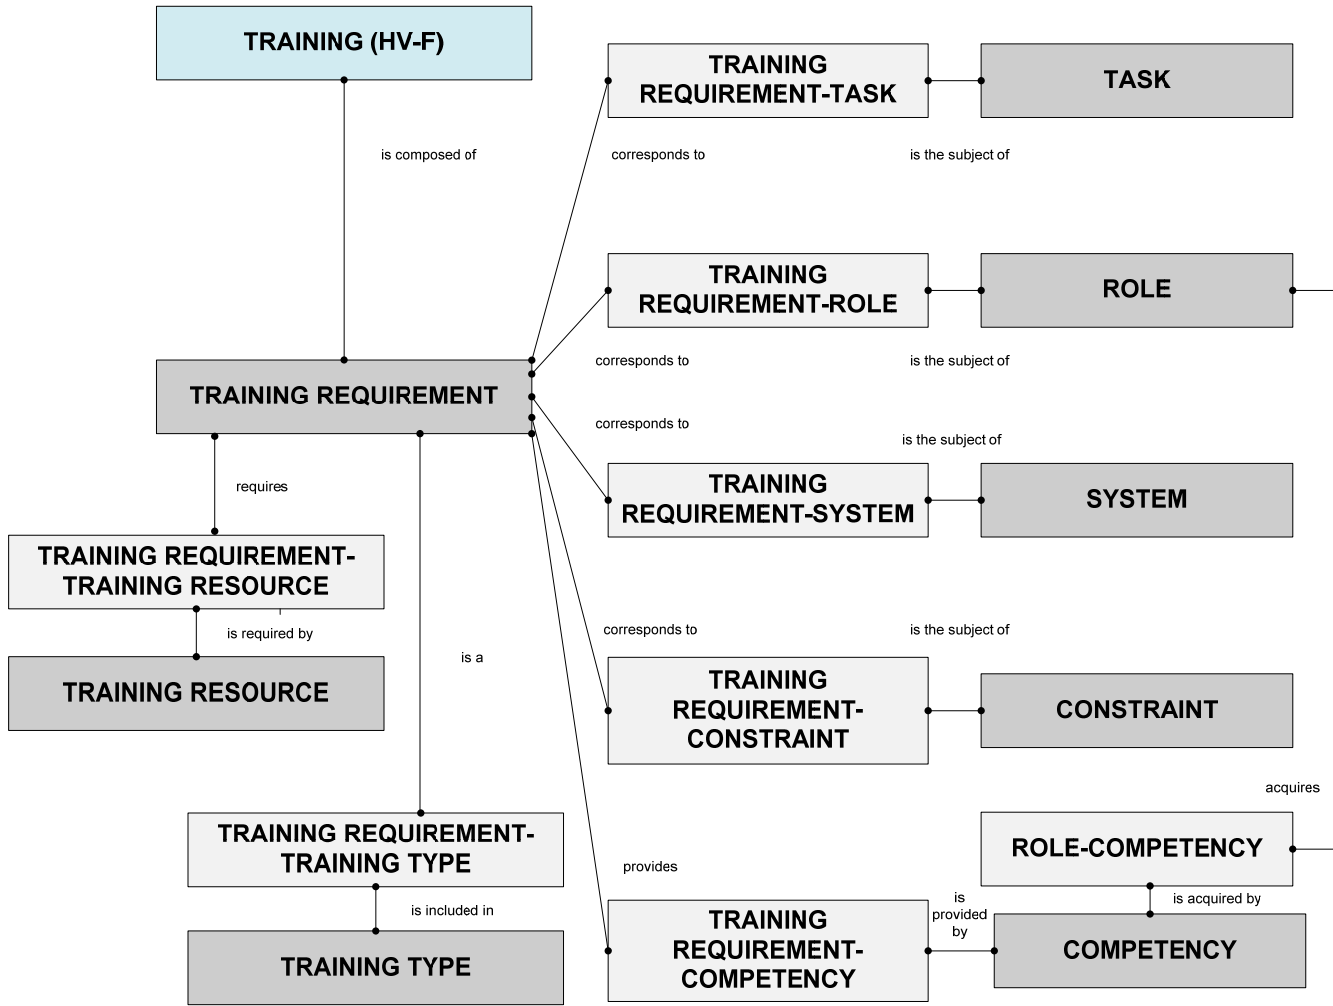 TRAINING (HV-F)
is composed of
TRAINING
REQUIREMENT-TASK
TASK
corresponds to
is the subject of
TRAINING
REQUIREMENT-ROLE
ROLE
corresponds to
is the subject of
TRAINING REQUIREMENT
corresponds to
is the subject of
TRAINING
REQUIREMENT-SYSTEM
SYSTEM
requires
TRAINING REQUIREMENT-
TRAINING RESOURCE
is required by
TRAINING RESOURCE
is a
corresponds to
is the subject of
TRAINING
REQUIREMENT-
CONSTRAINT
CONSTRAINT
acquires
TRAINING REQUIREMENT-
TRAINING TYPE
is included in
TRAINING TYPE
provides
ROLE-COMPETENCY
is acquired by
TRAINING
REQUIREMENT-
COMPETENCY
is
provided
by
COMPETENCY